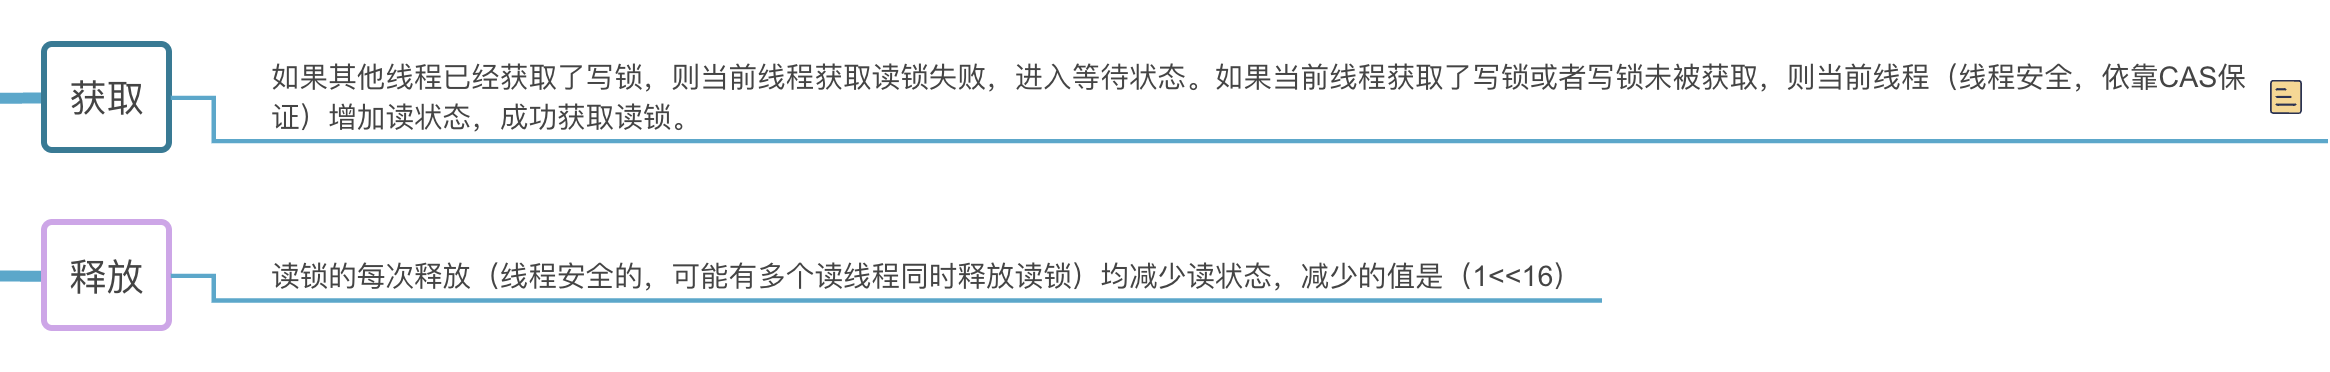 获取
如果其他线程已经获取了写锁，则当前线程获取读锁失败，进入等待状态。如果当前线程获取了写锁或者写锁未被获取，则当前线程（线程安全，依靠CAS保
证）增加读状态，成功获取读锁。
释放
读锁的每次释放（线程安全的，可能有多个读线程同时释放读锁）均减少读状态，减少的值是（1<<16）